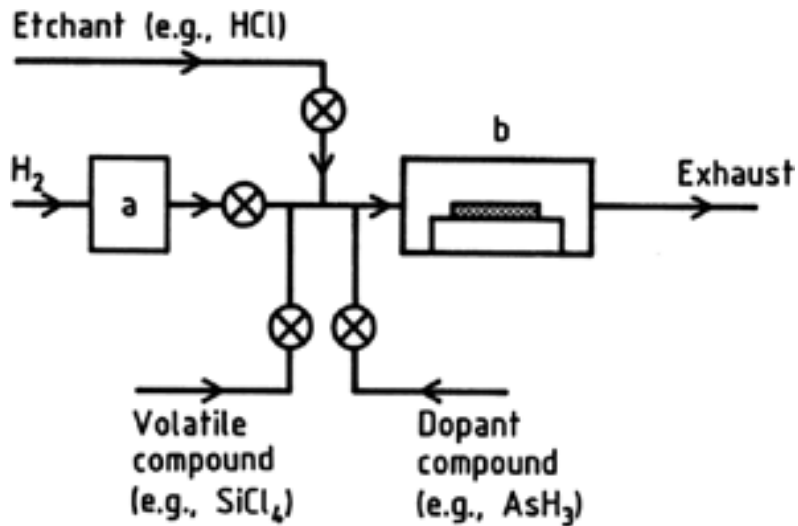 Etchant (e.g., HCl)
b
H₂
a
Exhaust
Volatile
compound
(e.g., SiCl₄)
Dopant
compound
(e.g., AsH₃)